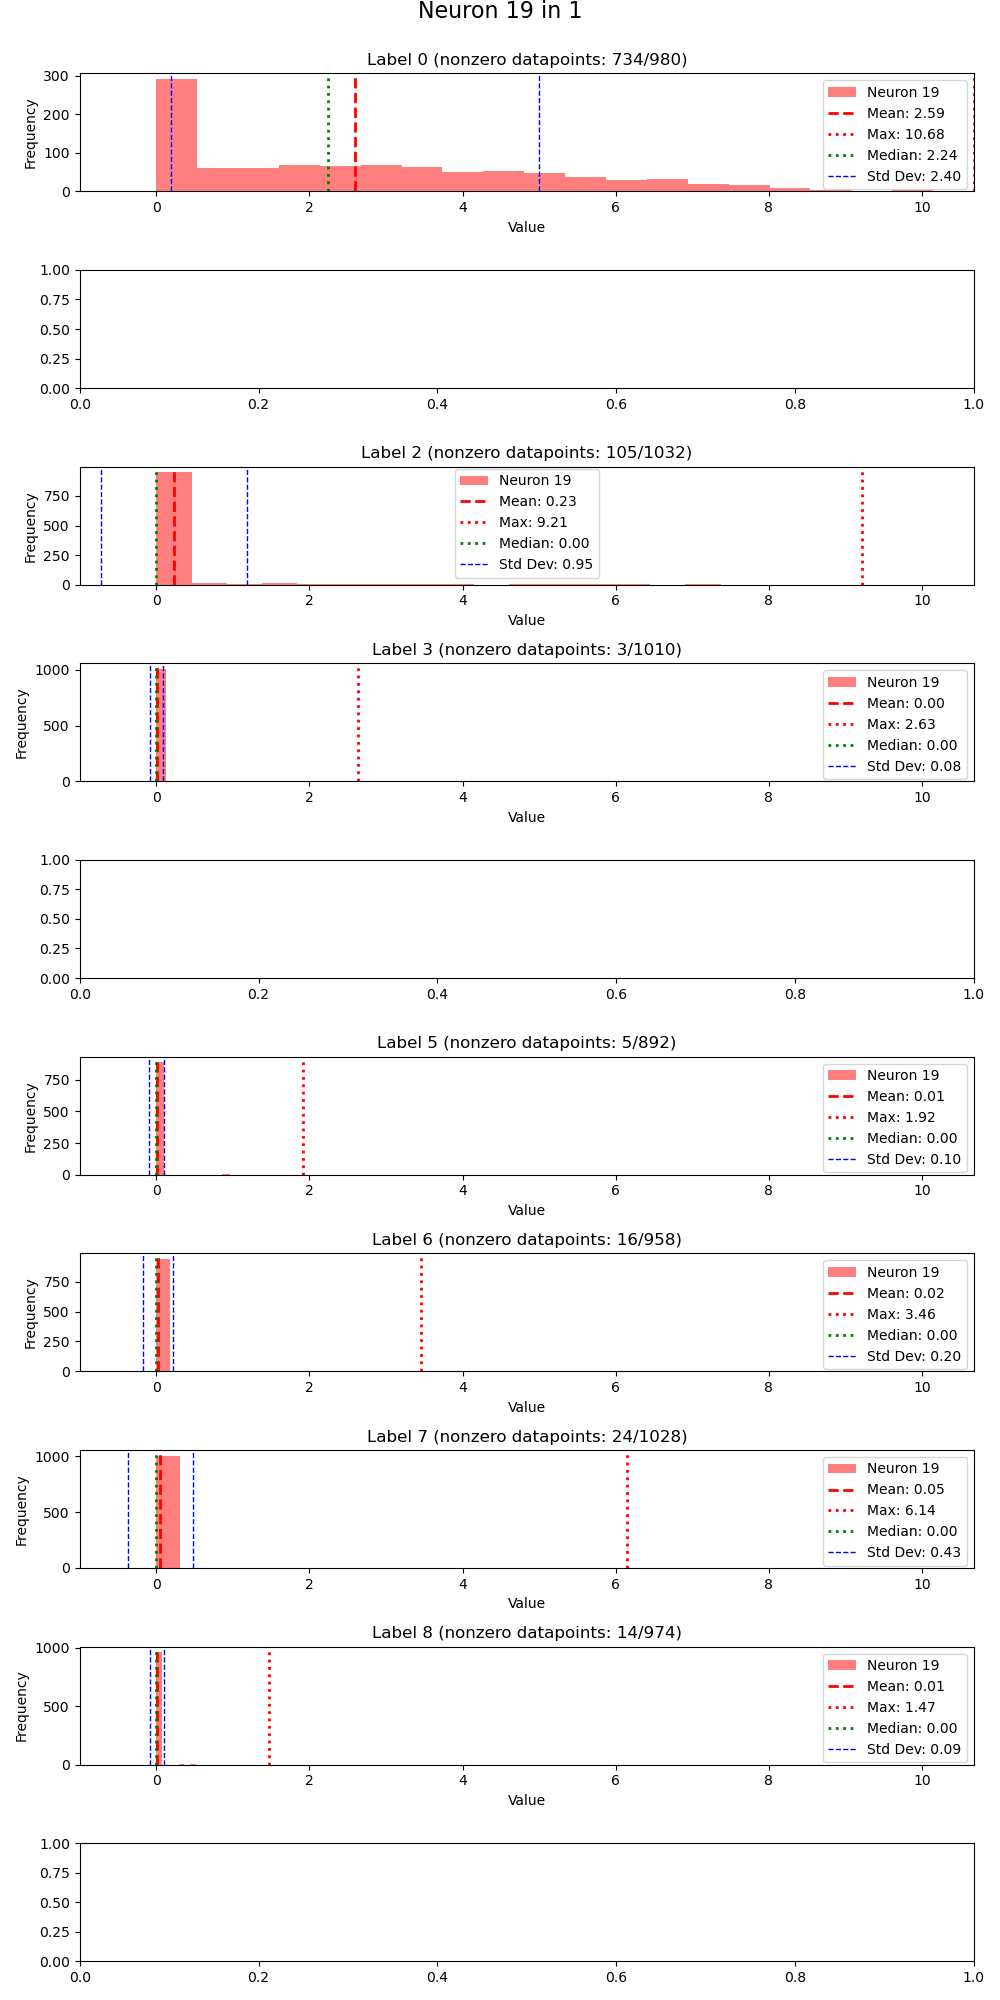 Neuron 19 in 1
Label 0 (nonzero datapoints: 734/980)
Frequency
300
200
100
0
Neuron 19
Mean: 2.59
Max: 10.68
Median: 2.24
Std Dev: 2.40
0 2 4 6 8 10
Value
1.00
0.75
0.50
0.25
0.00
0.0 0.2 0.4 0.6 0.8 1.0
Label 2 (nonzero datapoints: 105/1032)
Frequency
750
500
250
0
Neuron 19
Mean: 0.23
Max: 9.21
Median: 0.00
Std Dev: 0.95
0 2 4 6 8 10
Value
Label 3 (nonzero datapoints: 3/1010)
Frequency
1000
500
0
Neuron 19
Mean: 0.00
Max: 2.63
Median: 0.00
Std Dev: 0.08
0 2 4 6 8 10
Value
1.00
0.75
0.50
0.25
0.00
0.0 0.2 0.4 0.6 0.8 1.0
Label 5 (nonzero datapoints: 5/892)
Frequency
750
500
250
0
Neuron 19
Mean: 0.01
Max: 1.92
Median: 0.00
Std Dev: 0.10
0 2 4 6 8 10
Value
Label 6 (nonzero datapoints: 16/958)
Frequency
750
500
250
0
Neuron 19
Mean: 0.02
Max: 3.46
Median: 0.00
Std Dev: 0.20
0 2 4 6 8 10
Value
Label 7 (nonzero datapoints: 24/1028)
Frequency
1000
500
0
Neuron 19
Mean: 0.05
Max: 6.14
Median: 0.00
Std Dev: 0.43
0 2 4 6 8 10
Value
Label 8 (nonzero datapoints: 14/974)
Frequency
1000
500
0
Neuron 19
Mean: 0.01
Max: 1.47
Median: 0.00
Std Dev: 0.09
0 2 4 6 8 10
Value
1.00
0.75
0.50
0.25
0.00
0.0 0.2 0.4 0.6 0.8 1.0